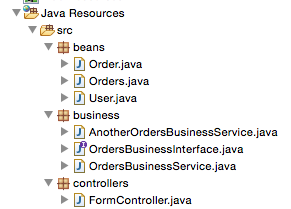 Java Resources
src
beans
Order.java
Orders.java
User.java
business
AnotherOrdersBusinessService.java
OrdersBusinessInterface.java
OrdersBusinessService.java
controllers
FormController.java